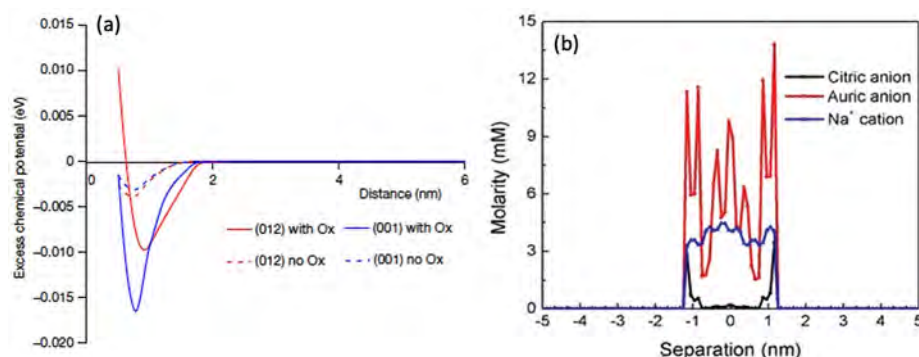 (a)
Excess chemical potential (eV)
0.015
0.010
0.005
0
−0.005
−0.010
−0.015
−0.020
0 2 4 6
Distance (nm)
(012) with Ox (001) with Ox
(012) no Ox (001) no Ox
(b)
Molarity (mM)
15
12
9
6
3
0
Citric anion
Auric anion
Na⁺ cation
-5 -4 -3 -2 -1 0 1 2 3 4 5
Separation (nm)